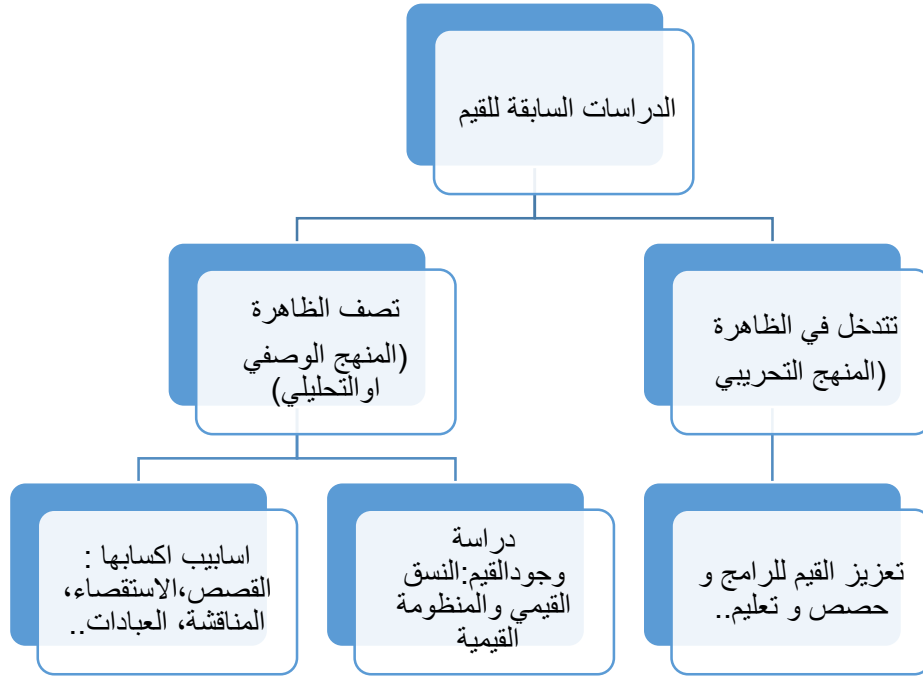 الدراسات السابقة للقيم
تتدخل في الظاهرة
(المنهج التحريبي
تصف الظاهرة
(المنهج الوصفي
اوالتحليلي)
تعزيز القيم للرامج و
حصص و تعليم..
دراسة
وجودالقيم:النسق
القيمي والمنظومة
القيمية
اسابيب اكسابها :
القصص،الاستقصاء،
المناقشة، العبادات..